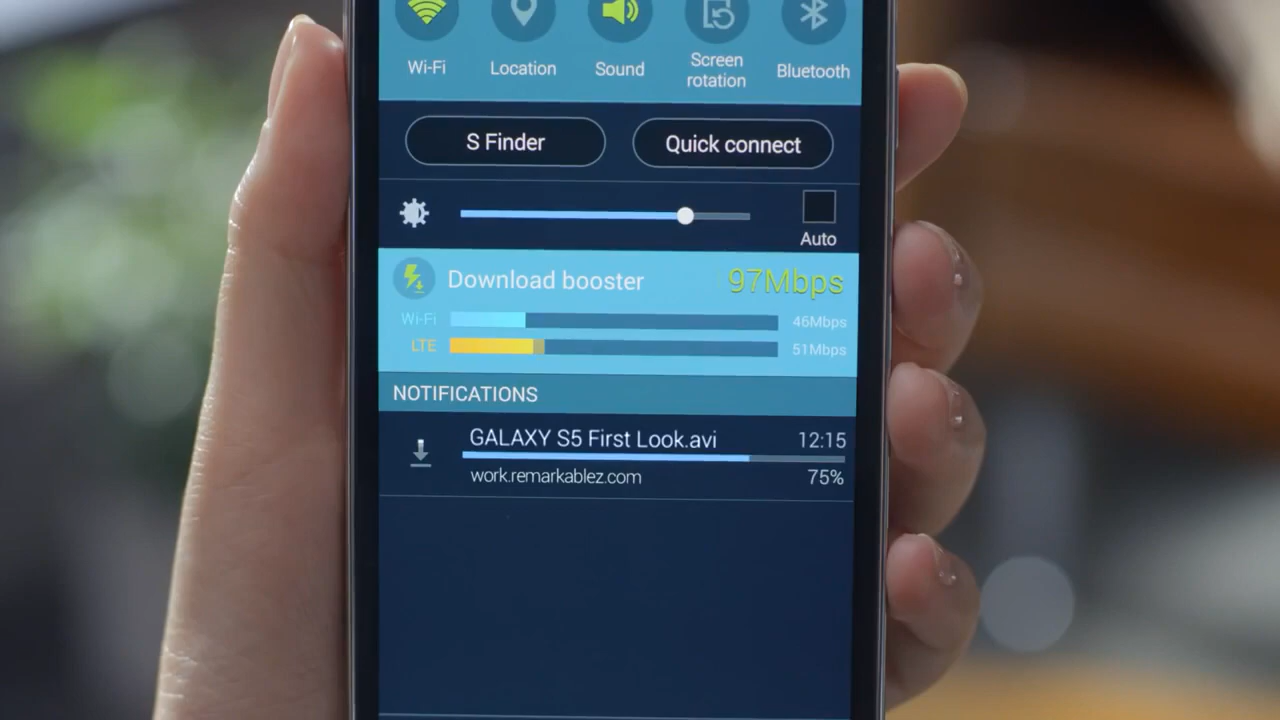 Wi-Fi
Location
Sound
Screen
rotation
Bluetooth
S Finder
Quick connect
Auto
Download booster 97Mbps
Wi-Fi 46Mbps
LTE 51Mbps
NOTIFICATIONS
GALAXY S5 First Look.avi 12:15
work.remarkablez.com 75%